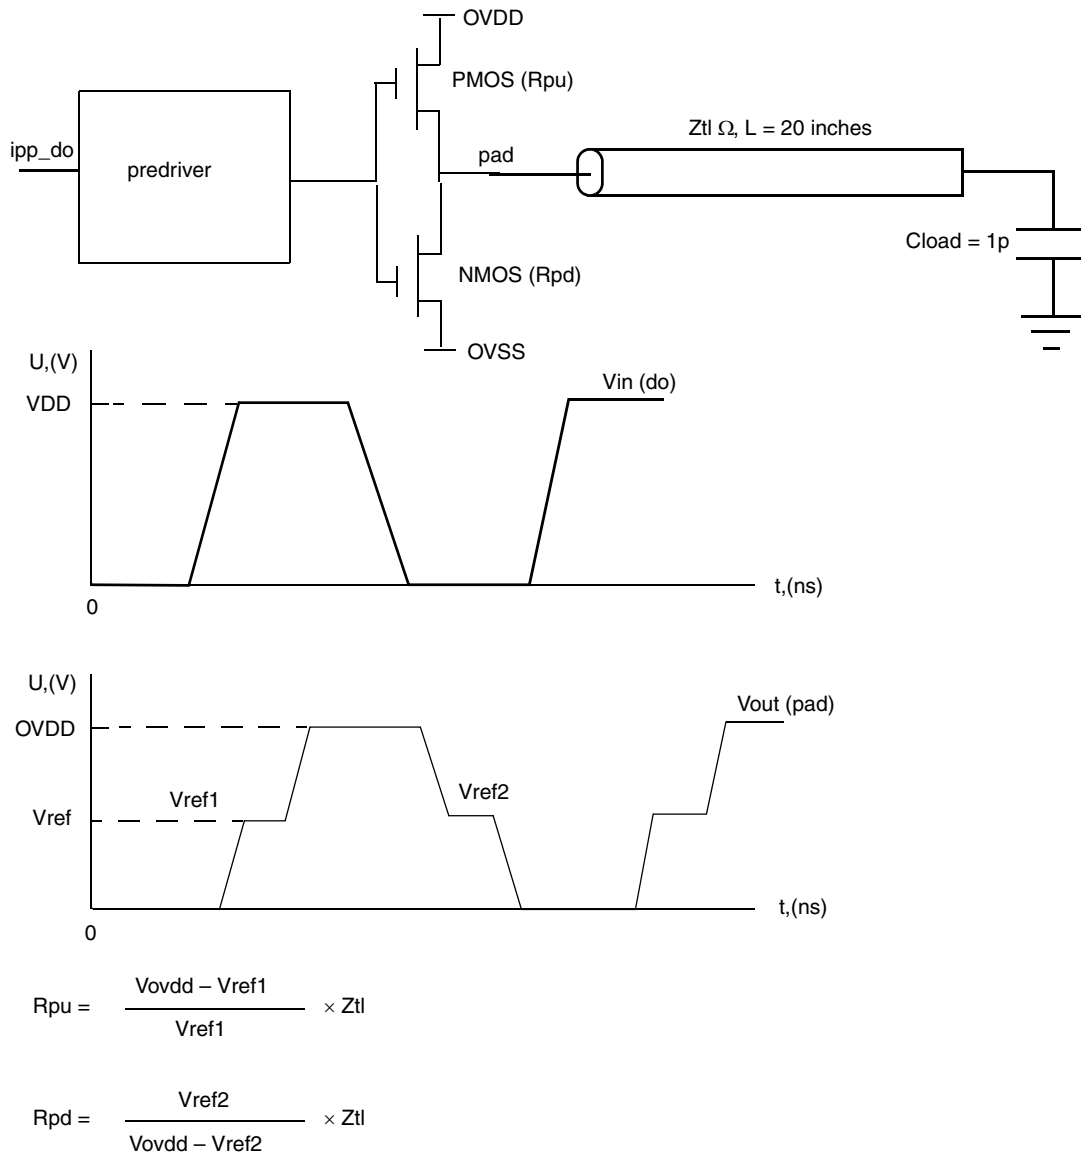 OVDD
PMOS (Rpu)
Ztl Ω, L = 20 inches
ipp_do
predriver
pad
Cload = 1p
NMOS (Rpd)
OVSS
U,(V)
VDD
Vin (do)
t,(ns)
0
U,(V)
OVDD
Vout (pad)
Vref1
Vref2
Vref
t,(ns)
0
Vovdd – Vref1
Rpu = × Ztl
Vref1
Vref2
Rpd = × Ztl
Vovdd – Vref2